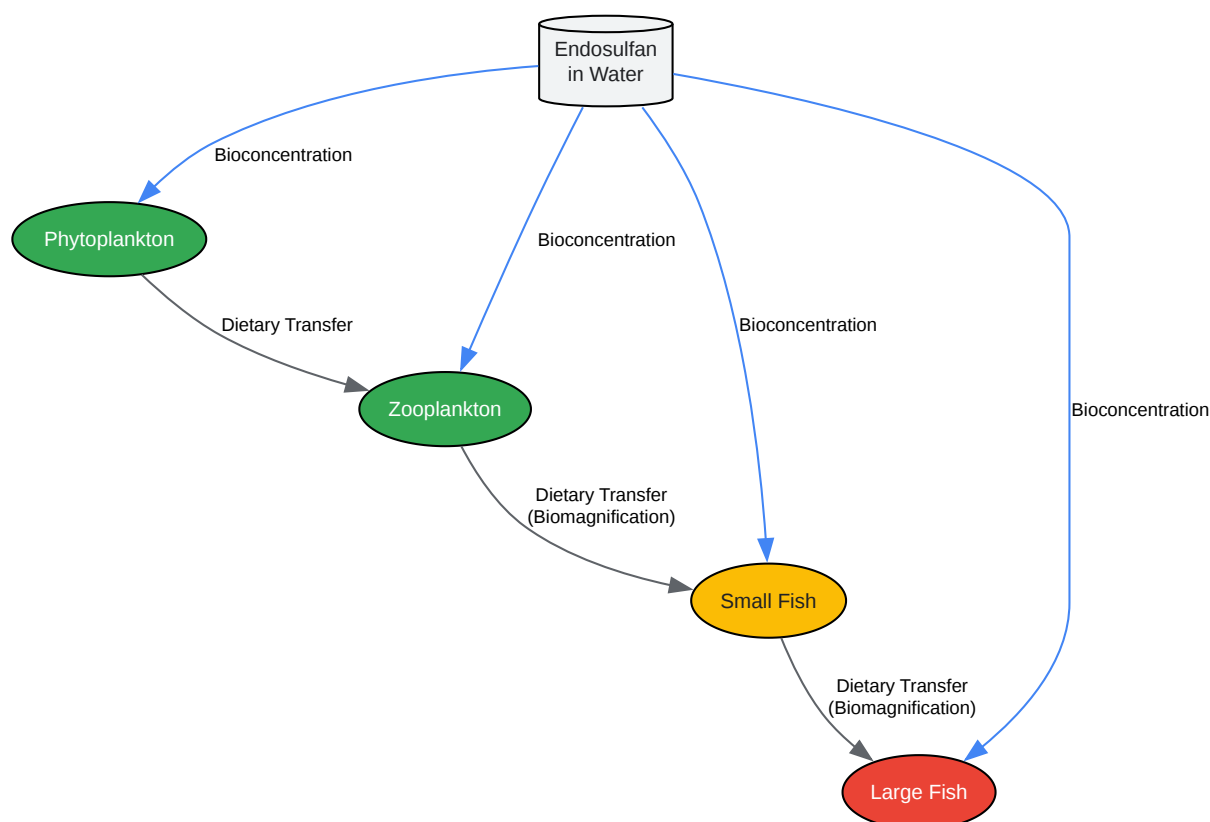 Endosulfan
in Water
Bioconcentration
Phytoplankton
Bioconcentration
Dietary Transfer
Bioconcentration
Zooplankton
Bioconcentration
Dietary Transfer
(Biomagnification)
Small Fish
Dietary Transfer
(Biomagnification)
Large Fish